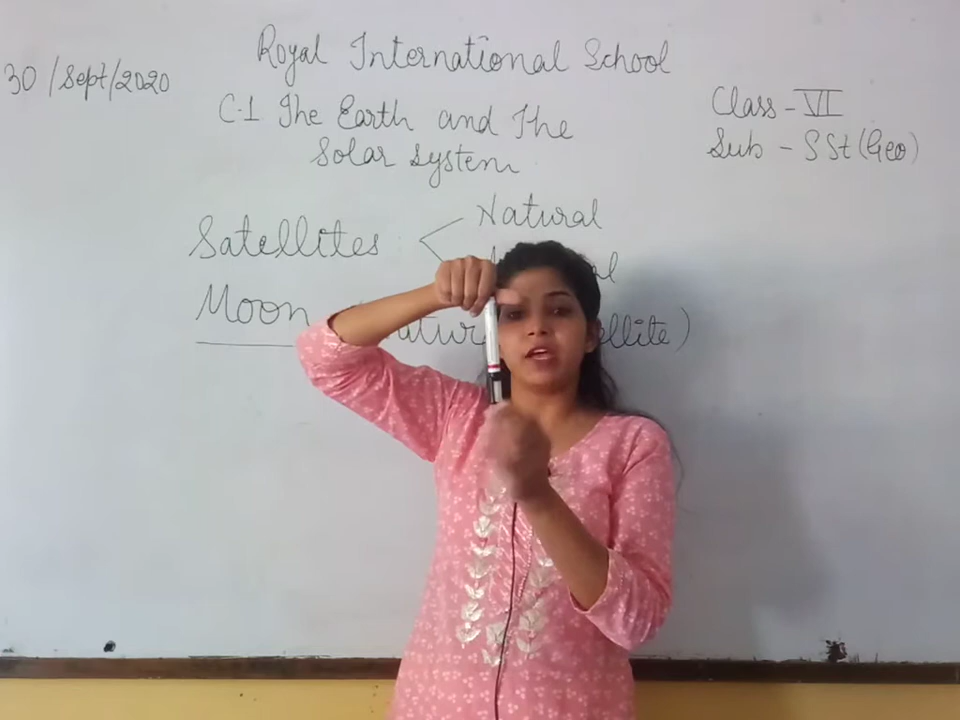 Royal International School
30/Sept/2020
C-1 The Earth and The
Solar System
Class - VI
Sub - SSt (Geo)
Satellites < Natural
Moon